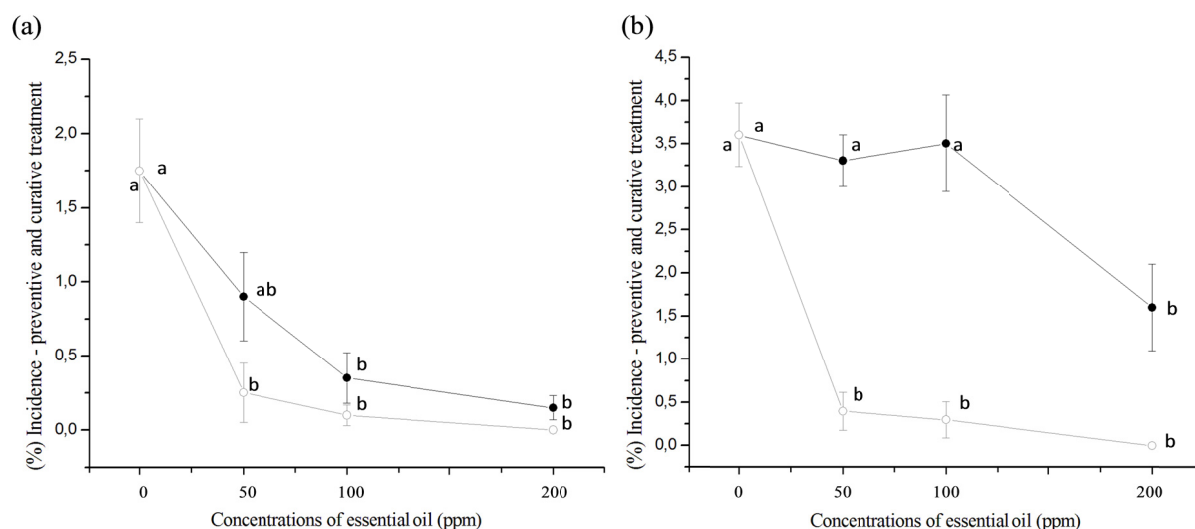 (a)
(%) Incidence - preventive and curative treatment
2,5
2,0
1,5
1,0
0,5
0,0
a
a
ab
b
b
b
b
b
0
50
100
200
Concentrations of essential oil (ppm)
(b)
(%) Incidence - preventive and curative treatment
4,5
4,0
3,5
3,0
2,5
2,0
1,5
1,0
0,5
0,0
a
a
a
a
b
b
b
b
0
50
100
200
Concentrations of essential oil (ppm)